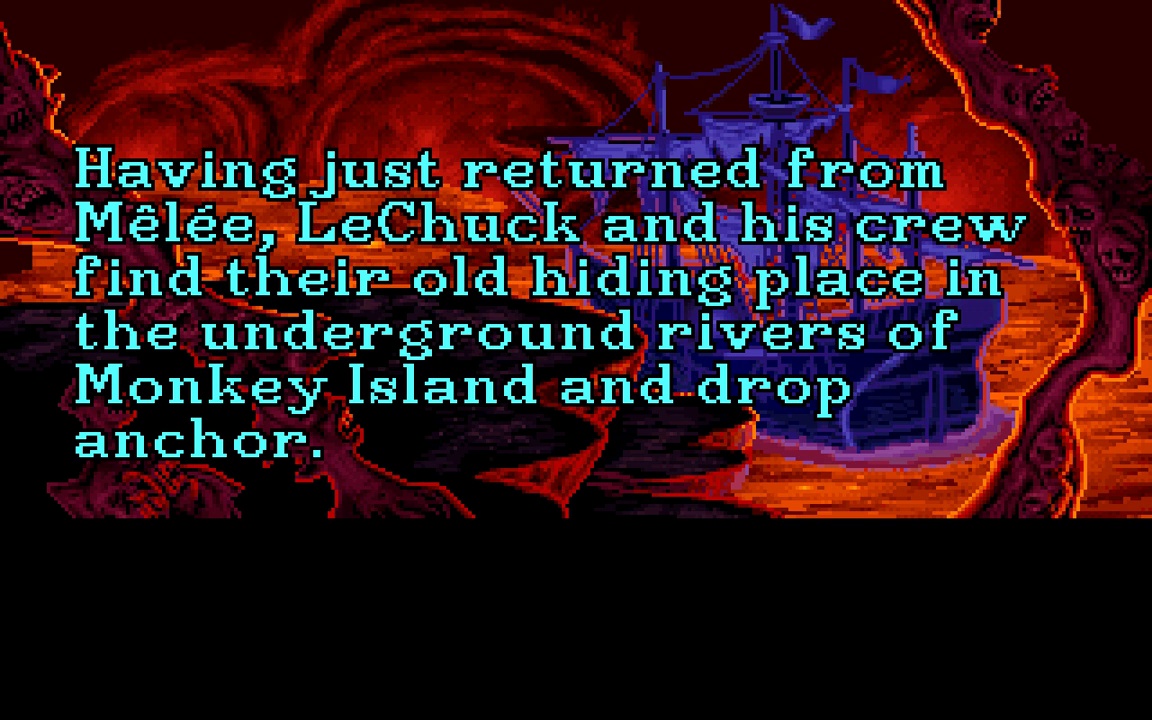 Having just returned from
Mêlée, LeChuck and his crew
find their old hiding place in
the underground rivers of
Monkey Island and drop
anchor.